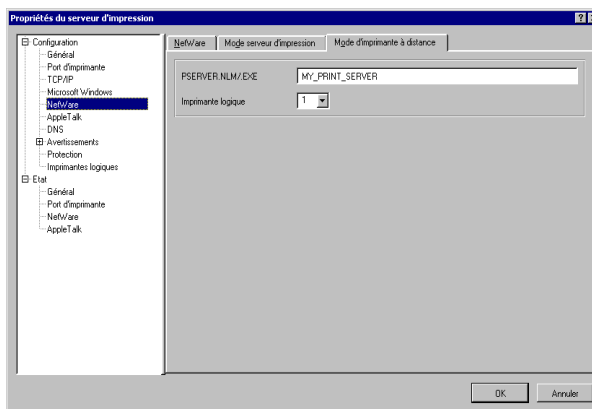 Propriétés du serveur d'impression
Configuration
Général
Port d'imprimante
TCP/IP
Microsoft Windows
NetWare
AppleTalk
DNS
Avertissements
Protection
Imprimantes logiques
Etat
Général
Port d'imprimante
NetWare
AppleTalk
NetWare
Mode serveur d'impression
Mode d'imprimante à distance
PSERVER.NLM/.EXE
MY_PRINT_SERVER
Imprimante logique
1
OK
Annuler